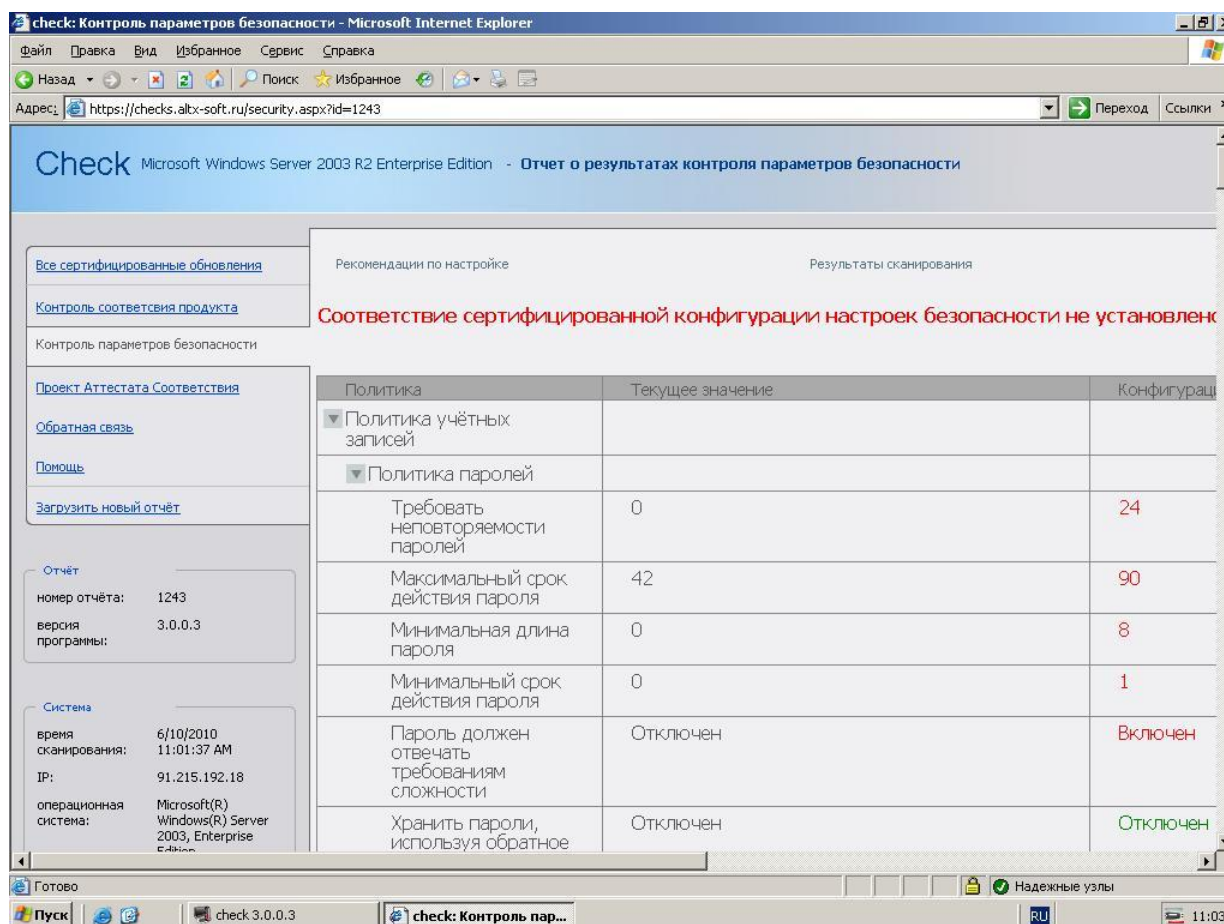 check: Контроль параметров безопасности - Microsoft Internet Explorer
Файл Правка Вид Избранное Сервис Справка
Назад Поиск Избранное
Адрес: https://checks.altx-soft.ru/security.aspx?id=1243 Переход Ссылки
Check Microsoft Windows Server 2003 R2 Enterprise Edition - Отчет о результатах контроля параметров безопасности
Все сертифицированные обновления
Контроль соответсвия продукта
Контроль параметров безопасности
Проект Аттестата Соответствия
Обратная связь
Помощь
Загрузить новый отчёт
Отчёт
номер отчёта: 1243
версия программы: 3.0.0.3
Система
время сканирования: 6/10/2010 11:01:37 AM
IP: 91.215.192.18
операционная система: Microsoft(R) Windows(R) Server 2003, Enterprise Edition
Рекомендации по настройке Результаты сканирования
Соответствие сертифицированной конфигурации настроек безопасности не установлено
Политика Текущее значение Конфигураци
Политика учётных записей
Политика паролей
Требовать неповторяемости паролей 0 24
Максимальный срок действия пароля 42 90
Минимальная длина пароля 0 8
Минимальный срок действия пароля 0 1
Пароль должен отвечать требованиям сложности Отключен Включен
Хранить пароли, используя обратное Отключен Отключен
Готово Надежные узлы
Пуск check 3.0.0.3 check: Контроль пар... RU 11:03